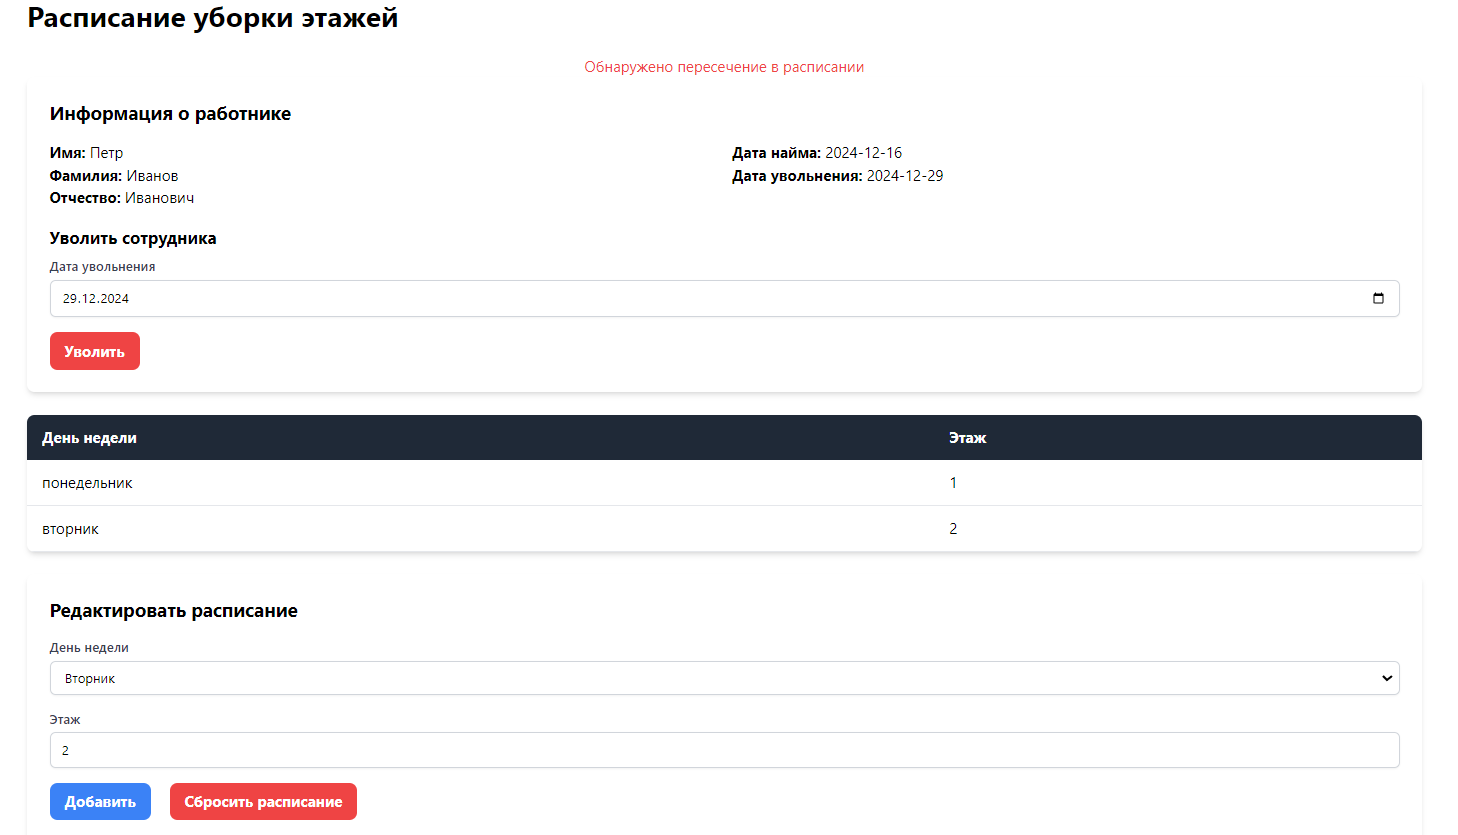 Расписание уборки этажей
Обнаружено пересечение в расписании
Информация о работнике
Имя: Петр
Дата найма: 2024-12-16
Фамилия: Иванов
Дата увольнения: 2024-12-29
Отчество: Иванович
Уволить сотрудника
Дата увольнения
29.12.2024
Уволить
День недели Этаж
понедельник 1
вторник 2
Редактировать расписание
День недели
Вторник
Этаж
2
Добавить Сбросить расписание